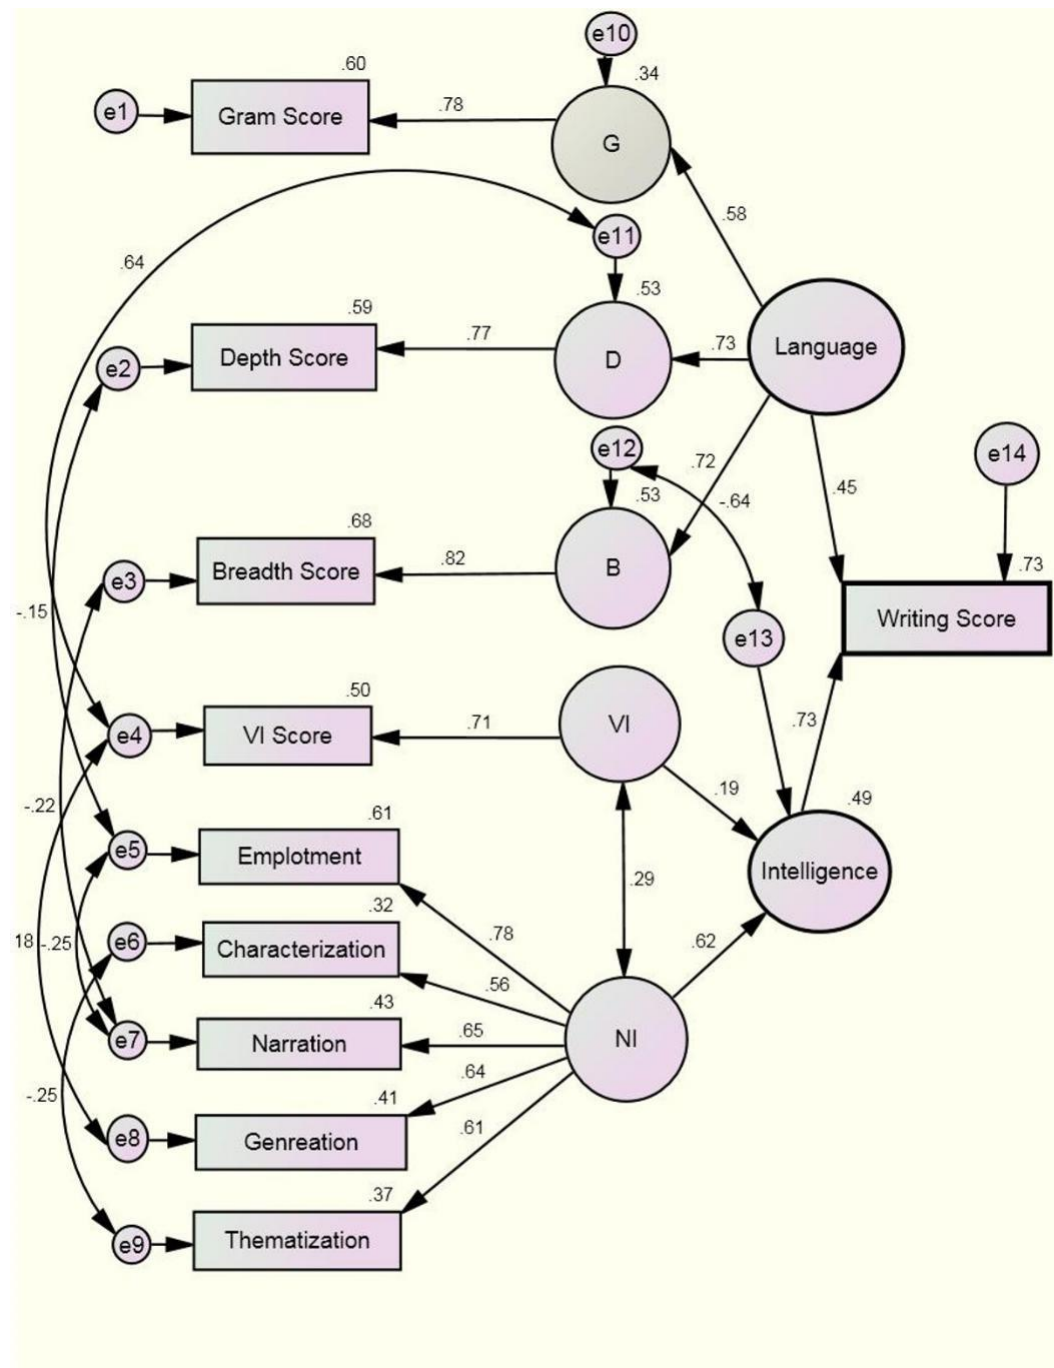 e10
.60
.34
e1
Gram Score
.78
G
.58
e11
.64
.59
.53
e2
Depth Score
.77
D
.73
Language
e12
.72
e14
.53
-.64
.45
.68
e3
Breadth Score
.82
B
.73
-.15
Writing Score
e13
.50
e4
VI Score
.71
VI
.73
.19
-.22
.61
.49
e5
Emplotment
Intelligence
.29
.32
.78
18
-.25
e6
Characterization
.62
.56
.43
e7
Narration
.65
NI
.64
-.25
.41
e8
Genreation
.61
.37
e9
Thematization